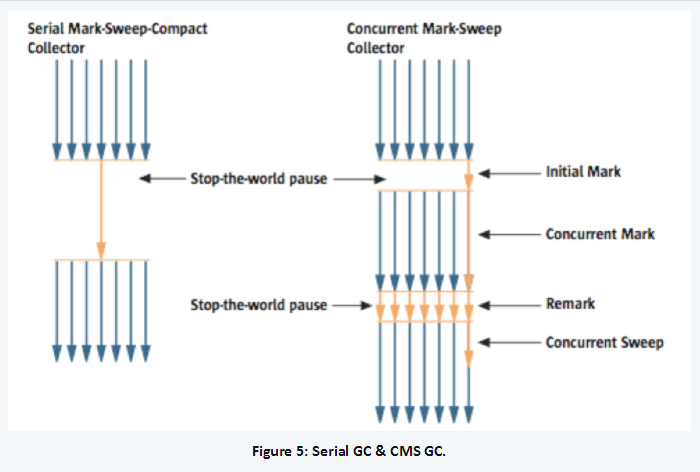 Serial Mark-Sweep-Compact
Collector
Concurrent Mark-Sweep
Collector
Stop-the-world pause
Initial Mark
Concurrent Mark
Stop-the-world pause
Remark
Concurrent Sweep
Figure 5: Serial GC & CMS GC.